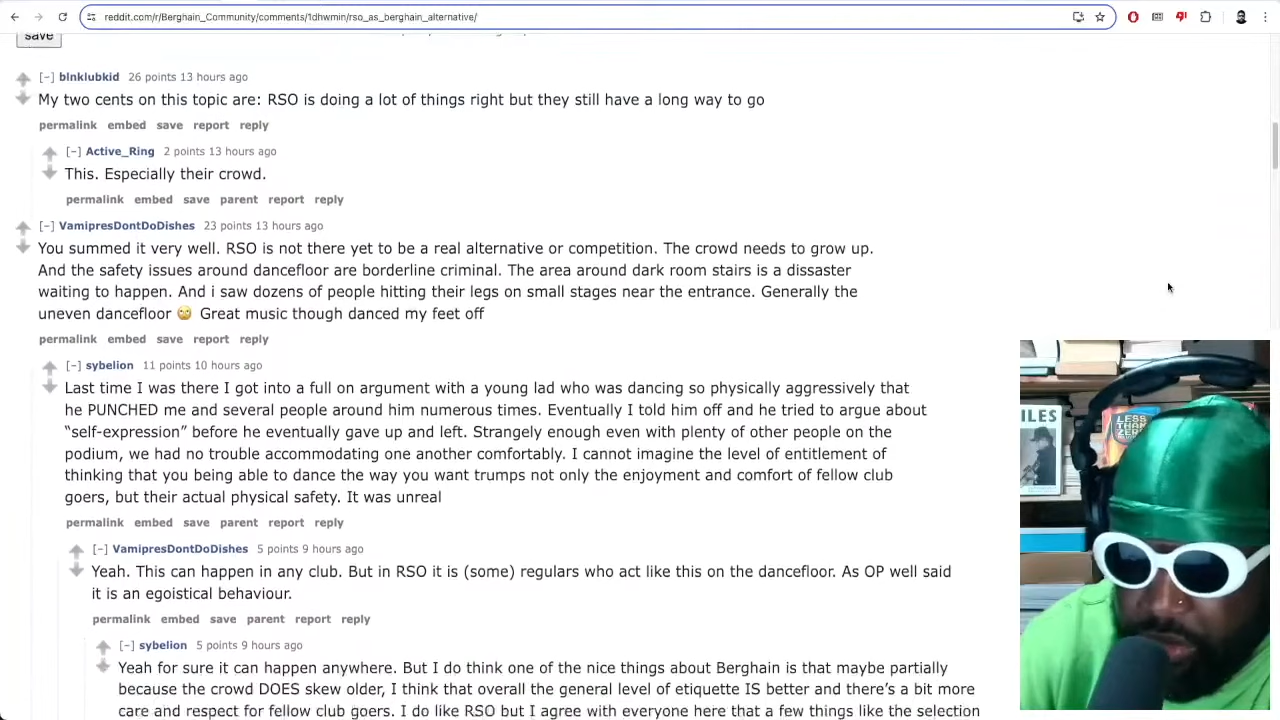 reddit.com/r/Berghain_Community/comments/1dhwmin/rso_as_berghain_alternative/
save
[–] blnklubkid 26 points 13 hours ago
My two cents on this topic are: RSO is doing a lot of things right but they still have a long way to go
permalink embed save report reply
[–] Active_Ring 2 points 13 hours ago
This. Especially their crowd.
permalink embed save parent report reply
[–] VamipresDontDoDishes 23 points 13 hours ago
You summed it very well. RSO is not there yet to be a real alternative or competition. The crowd needs to grow up.
And the safety issues around dancefloor are borderline criminal. The area around dark room stairs is a dissaster
waiting to happen. And i saw dozens of people hitting their legs on small stages near the entrance. Generally the
uneven dancefloor 🙄 Great music though danced my feet off
permalink embed save report reply
[–] sybelion 11 points 10 hours ago
Last time I was there I got into a full on argument with a young lad who was dancing so physically aggressively that
he PUNCHED me and several people around him numerous times. Eventually I told him off and he tried to argue about
“self-expression” before he eventually gave up and left. Strangely enough even with plenty of other people on the
podium, we had no trouble accommodating one another comfortably. I cannot imagine the level of entitlement of
thinking that you being able to dance the way you want trumps not only the enjoyment and comfort of fellow club
goers, but their actual physical safety. It was unreal
permalink embed save parent report reply
[–] VamipresDontDoDishes 5 points 9 hours ago
Yeah. This can happen in any club. But in RSO it is (some) regulars who act like this on the dancefloor. As OP well said
it is an egoistical behaviour.
permalink embed save parent report reply
[–] sybelion 5 points 9 hours ago
Yeah for sure it can happen anywhere. But I do think one of the nice things about Berghain is that maybe partially
because the crowd DOES skew older, I think that overall the general level of etiquette IS better and there’s a bit more
care and respect for fellow club goers. I do like RSO but I agree with everyone here that a few things like the selection
ILES
LESS
THAN
ZERO